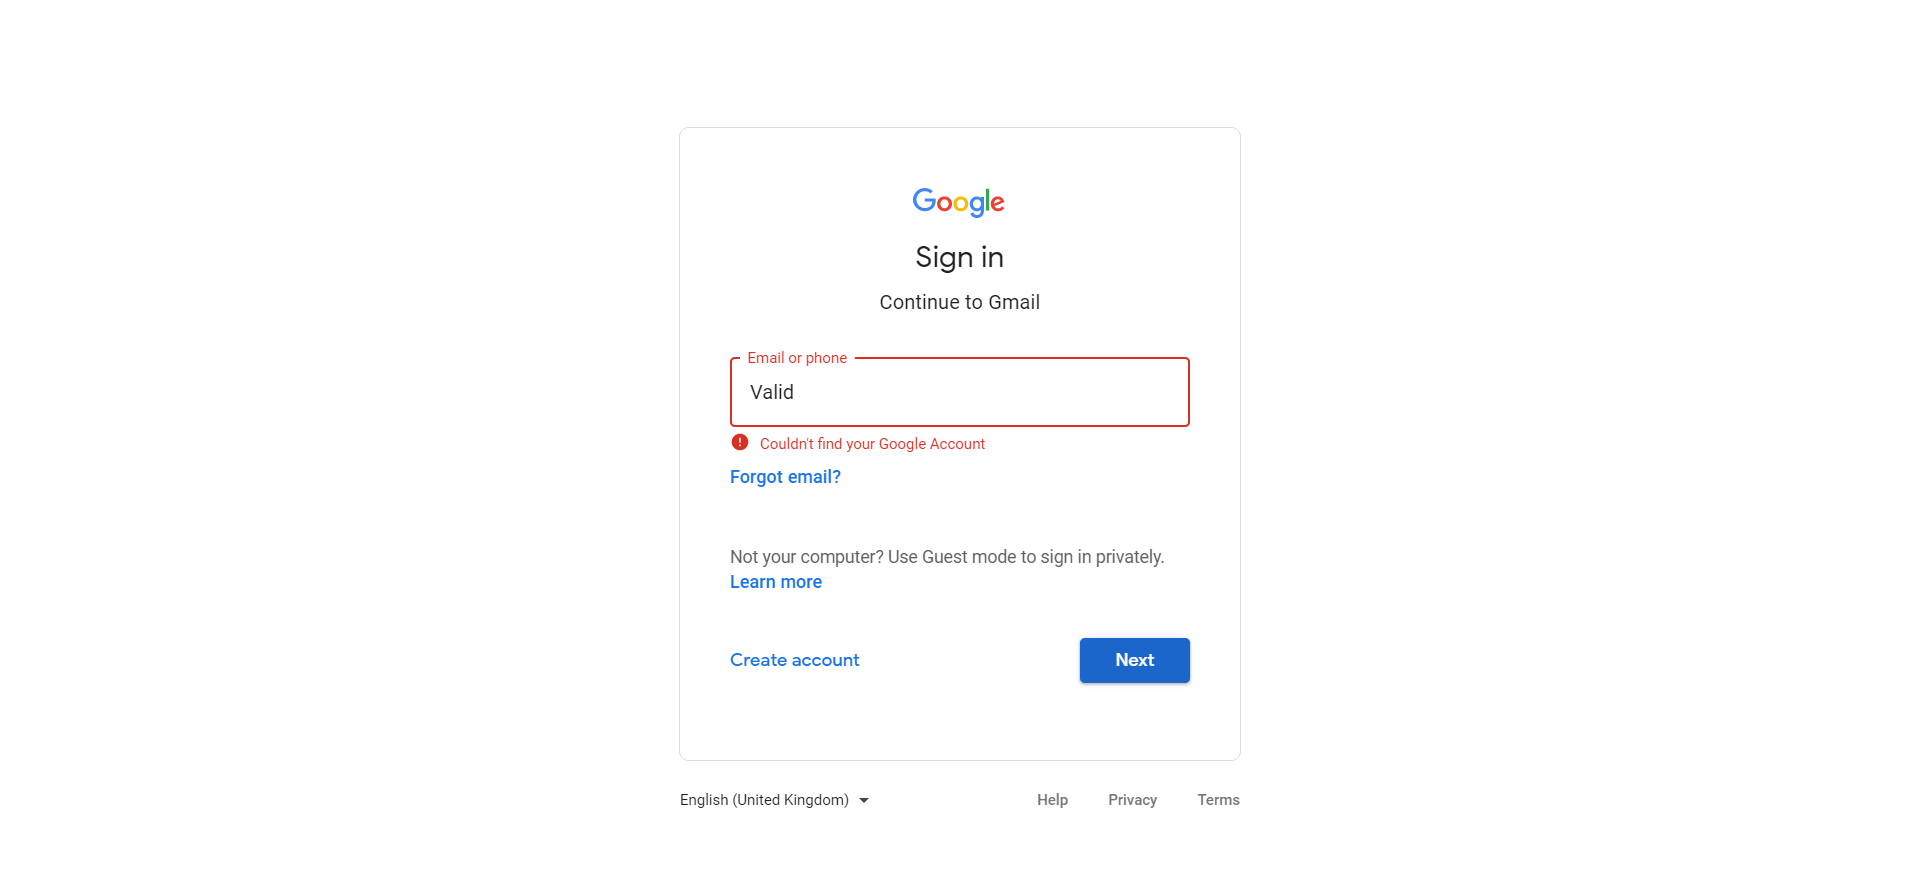 Google
Sign in
Continue to Gmail
Email or phone
Valid
Couldn't find your Google Account
Forgot email?
Not your computer? Use Guest mode to sign in privately.
Learn more
Create account
Next
English (United Kingdom)
Help
Privacy
Terms